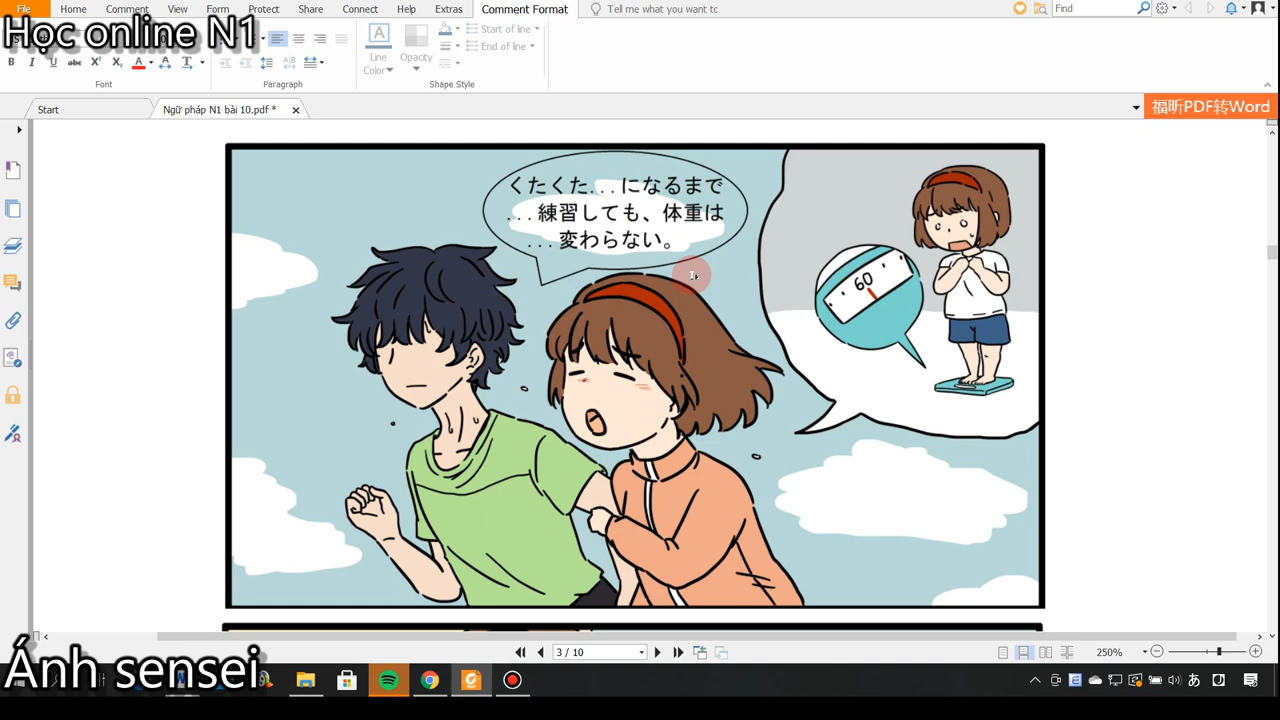 File Home Comment View Form Protect Share Connect Help Extras Comment Format Tell me what you want to Find
Học online N1
Start of line
End of line
B I U abc X² X₂ A A T
Line Color Opacity
Font Paragraph Shape Style
Start Ngữ pháp N1 bài 10.pdf * 福昕PDF转Word
くたくた...になるまで
...練習しても、体重は
...変わらない。
60
3 / 10 250%
Ánh sensei
あ